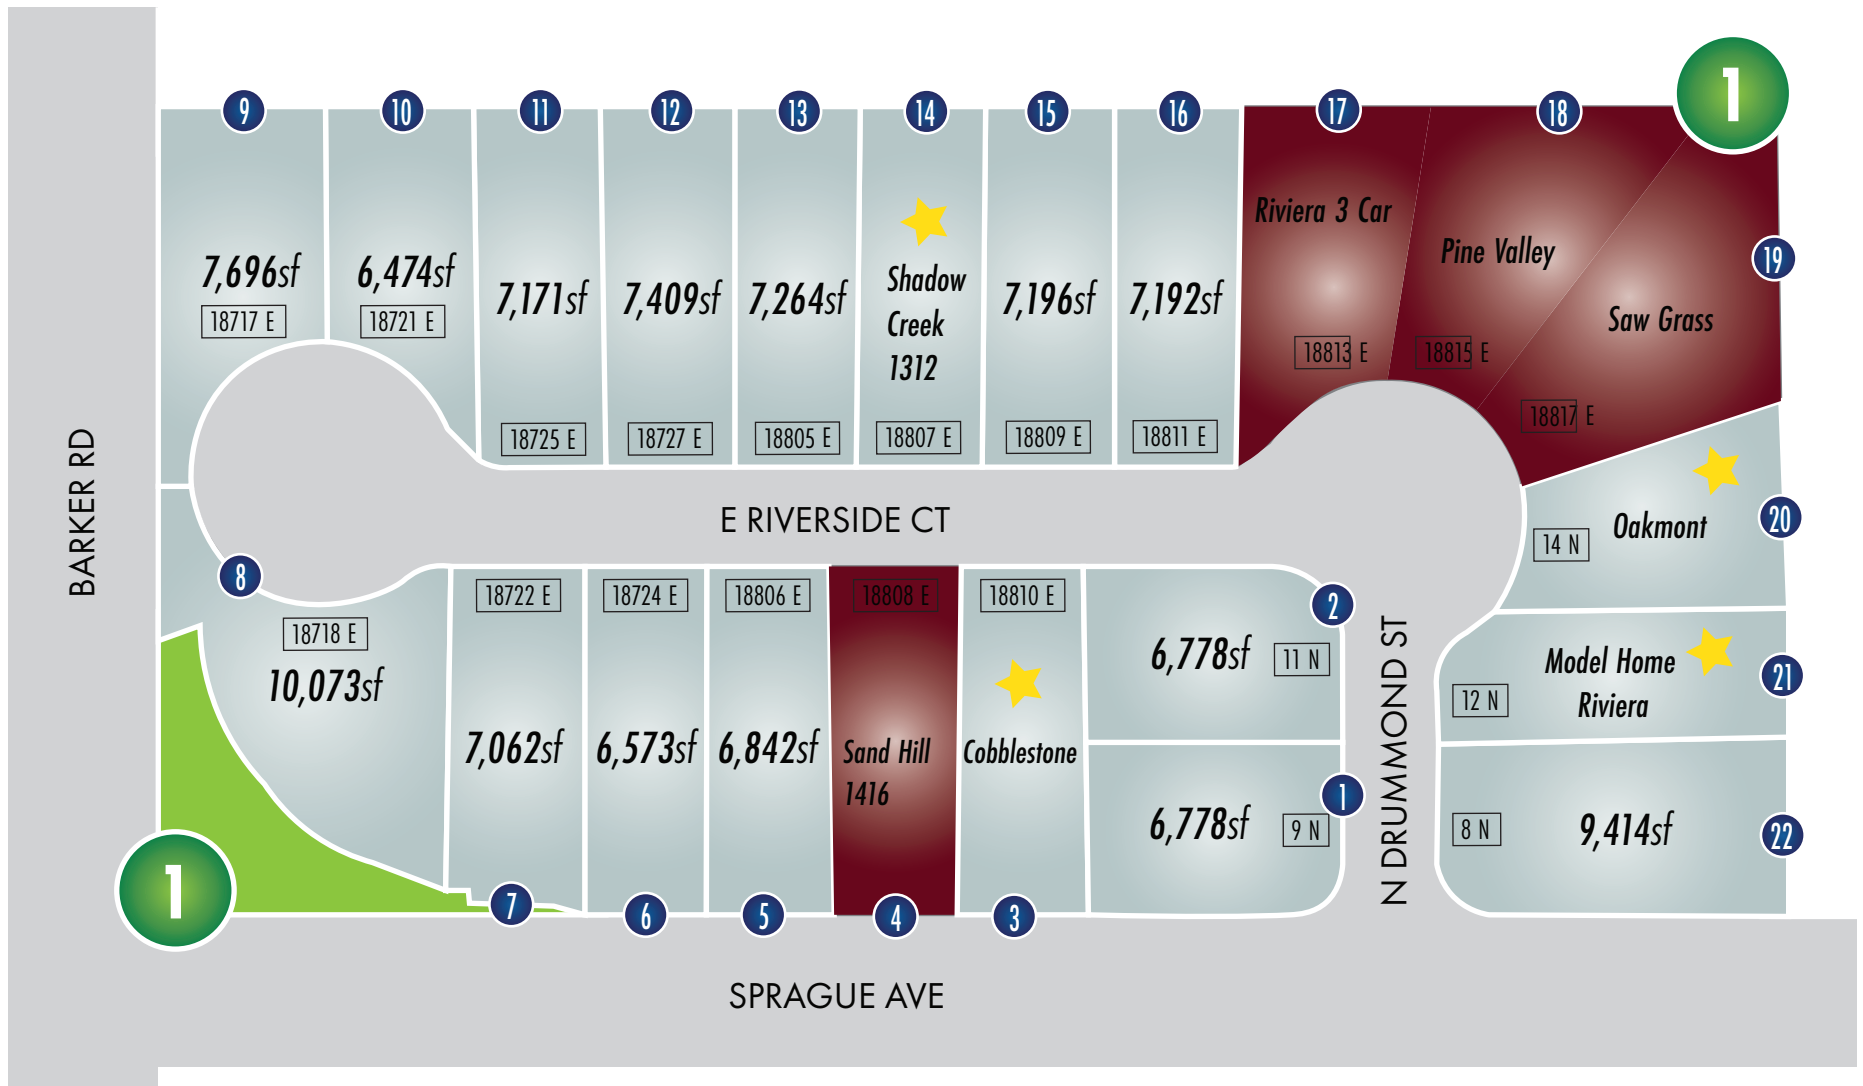 1
9
10
11
12
13
14
15
16
17
18
7,696sf
18717 E
6,474sf
18721 E
7,171sf
18725 E
7,409sf
18727 E
7,264sf
18805 E
Shadow
Creek
1312
18807 E
7,196sf
18809 E
7,192sf
18811 E
Riviera 3 Car
18813 E
Pine Valley
18815 E
19
Saw Grass
18817 E
BARKER RD
E RIVERSIDE CT
20
Oakmont
14 N
8
18718 E
10,073sf
18722 E
7,062sf
18724 E
6,573sf
18806 E
6,842sf
18808 E
Sand Hill
1416
18810 E
Cobblestone
2
6,778sf
11 N
1
6,778sf
9 N
N DRUMMOND ST
21
Model Home
Riviera
12 N
22
8 N
9,414sf
1
7
6
5
4
3
SPRAGUE AVE